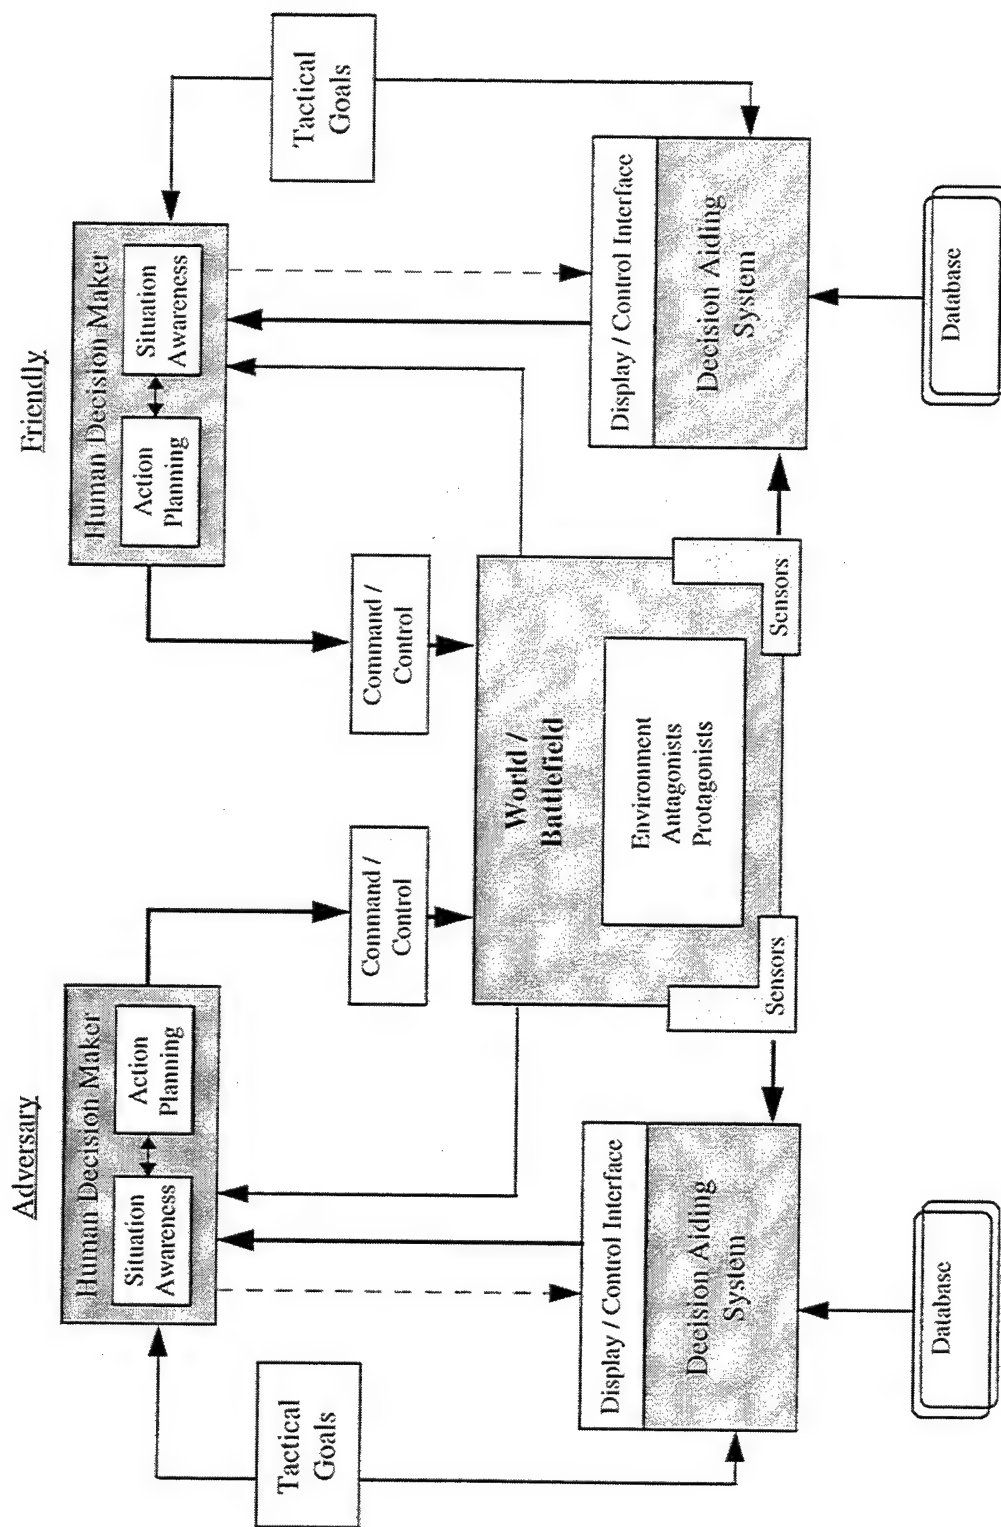 Adversary
Friendly
Human Decision Maker
Situation
Awareness
Action
Planning
Human Decision Maker
Action
Planning
Situation
Awareness
Tactical
Goals
Command /
Control
Command /
Control
Tactical
Goals
World /
Battlefield
Environment
Antagonists
Protagonists
Sensors
Sensors
Display / Control Interface
Decision Aiding
System
Display / Control Interface
Decision Aiding
System
Database
Database